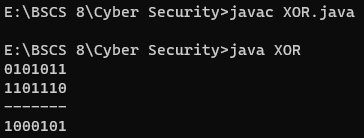 E:\BSCS 8\Cyber Security>javac XOR.java
E:\BSCS 8\Cyber Security>java XOR
0101011
1101110
-------
1000101